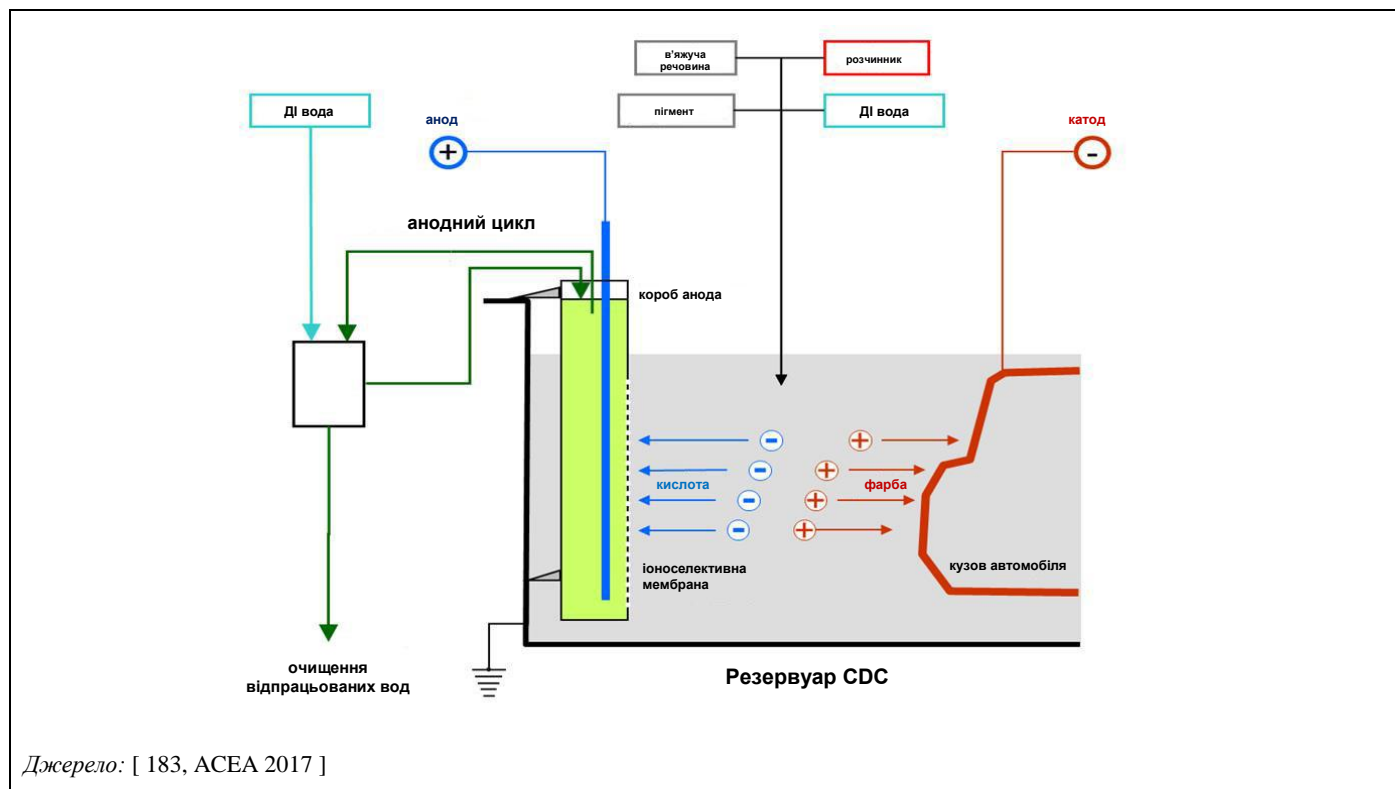 в'яжуча
речовина
розчинник
ДІ вода
пігмент
ДІ вода
анод
катод
+
-
анодний цикл
короб анода
кислота
фарба
іоноселективна
мембрана
кузов автомобіля
очищення
відпрацьованих вод
Резервуар CDC
Джерело: [ 183, ACEA 2017 ]